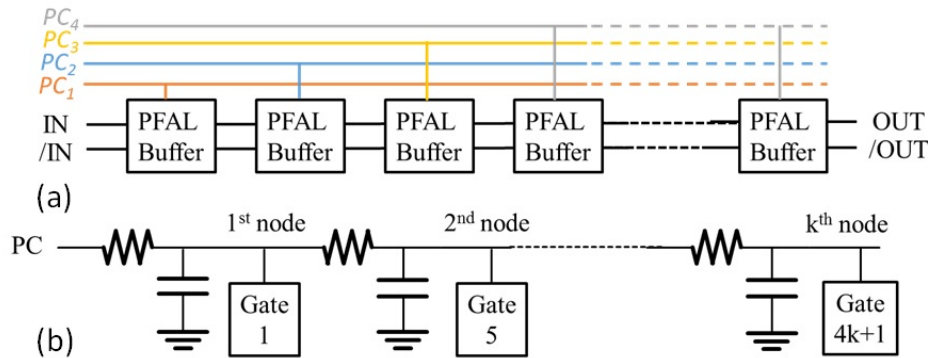 PC4
PC3
PC2
PC1
IN
/IN
PFAL
Buffer
PFAL
Buffer
PFAL
Buffer
PFAL
Buffer
PFAL
Buffer
OUT
/OUT
(a)
PC
1st node
2nd node
kth node
Gate
1
Gate
5
Gate
4k+1
(b)